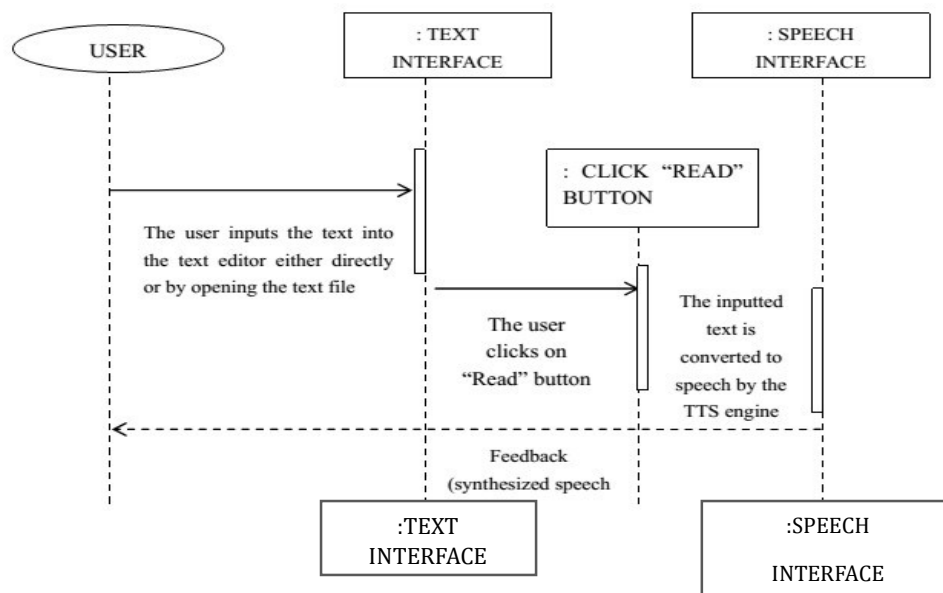 USER
: TEXT
INTERFACE
: SPEECH
INTERFACE
: CLICK “READ”
BUTTON
The user inputs the text into
the text editor either directly
or by opening the text file
The user
clicks on
“Read” button
The inputted
text is
converted to
speech by the
TTS engine
Feedback
(synthesized speech
:TEXT
INTERFACE
:SPEECH
INTERFACE